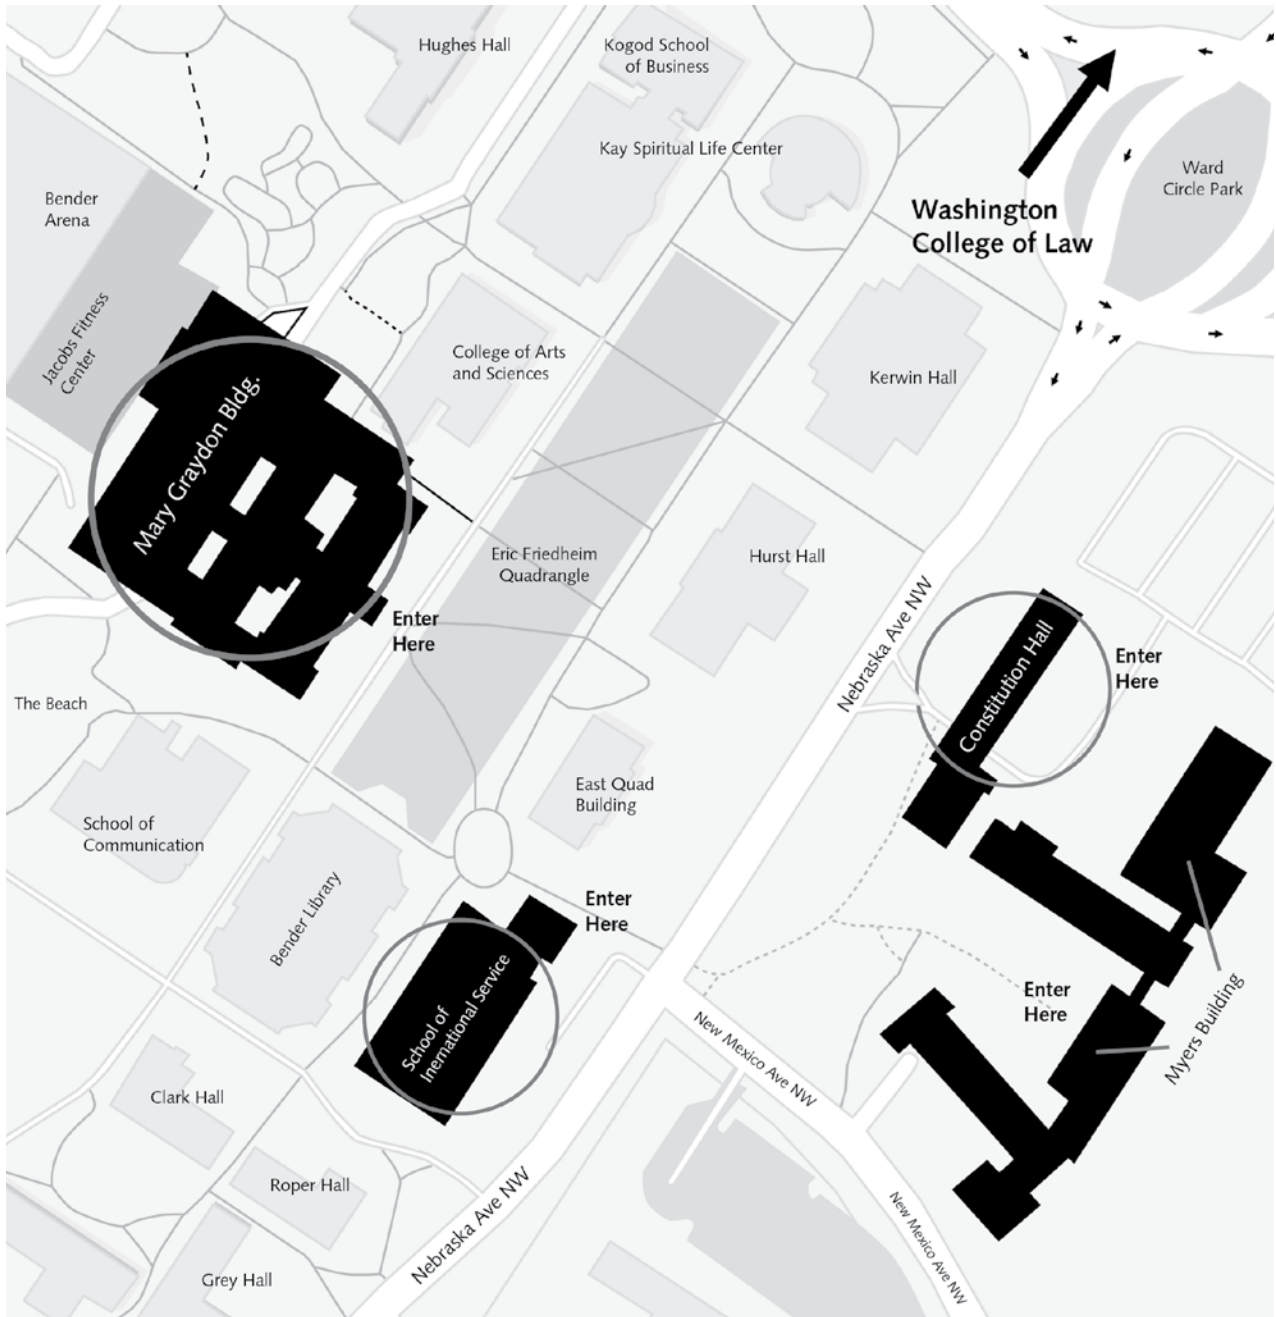 Hughes Hall
Kogod School
of Business
Kay Spiritual Life Center
Ward
Circle Park
Bender
Arena
Washington
College of Law
Jacobs Fitness
Center
College of Arts
and Sciences
Kerwin Hall
Mary Graydon Bldg.
Eric Friedheim
Quadrangle
Hurst Hall
Enter
Here
Nebraska Ave NW
Constitution Hall
Enter
Here
The Beach
East Quad
Building
School of
Communication
Bender Library
Enter
Here
School of
Inernational Service
Enter
Here
Myers Building
New Mexico Ave NW
Clark Hall
Roper Hall
Nebraska Ave NW
New Mexico Ave NW
Grey Hall